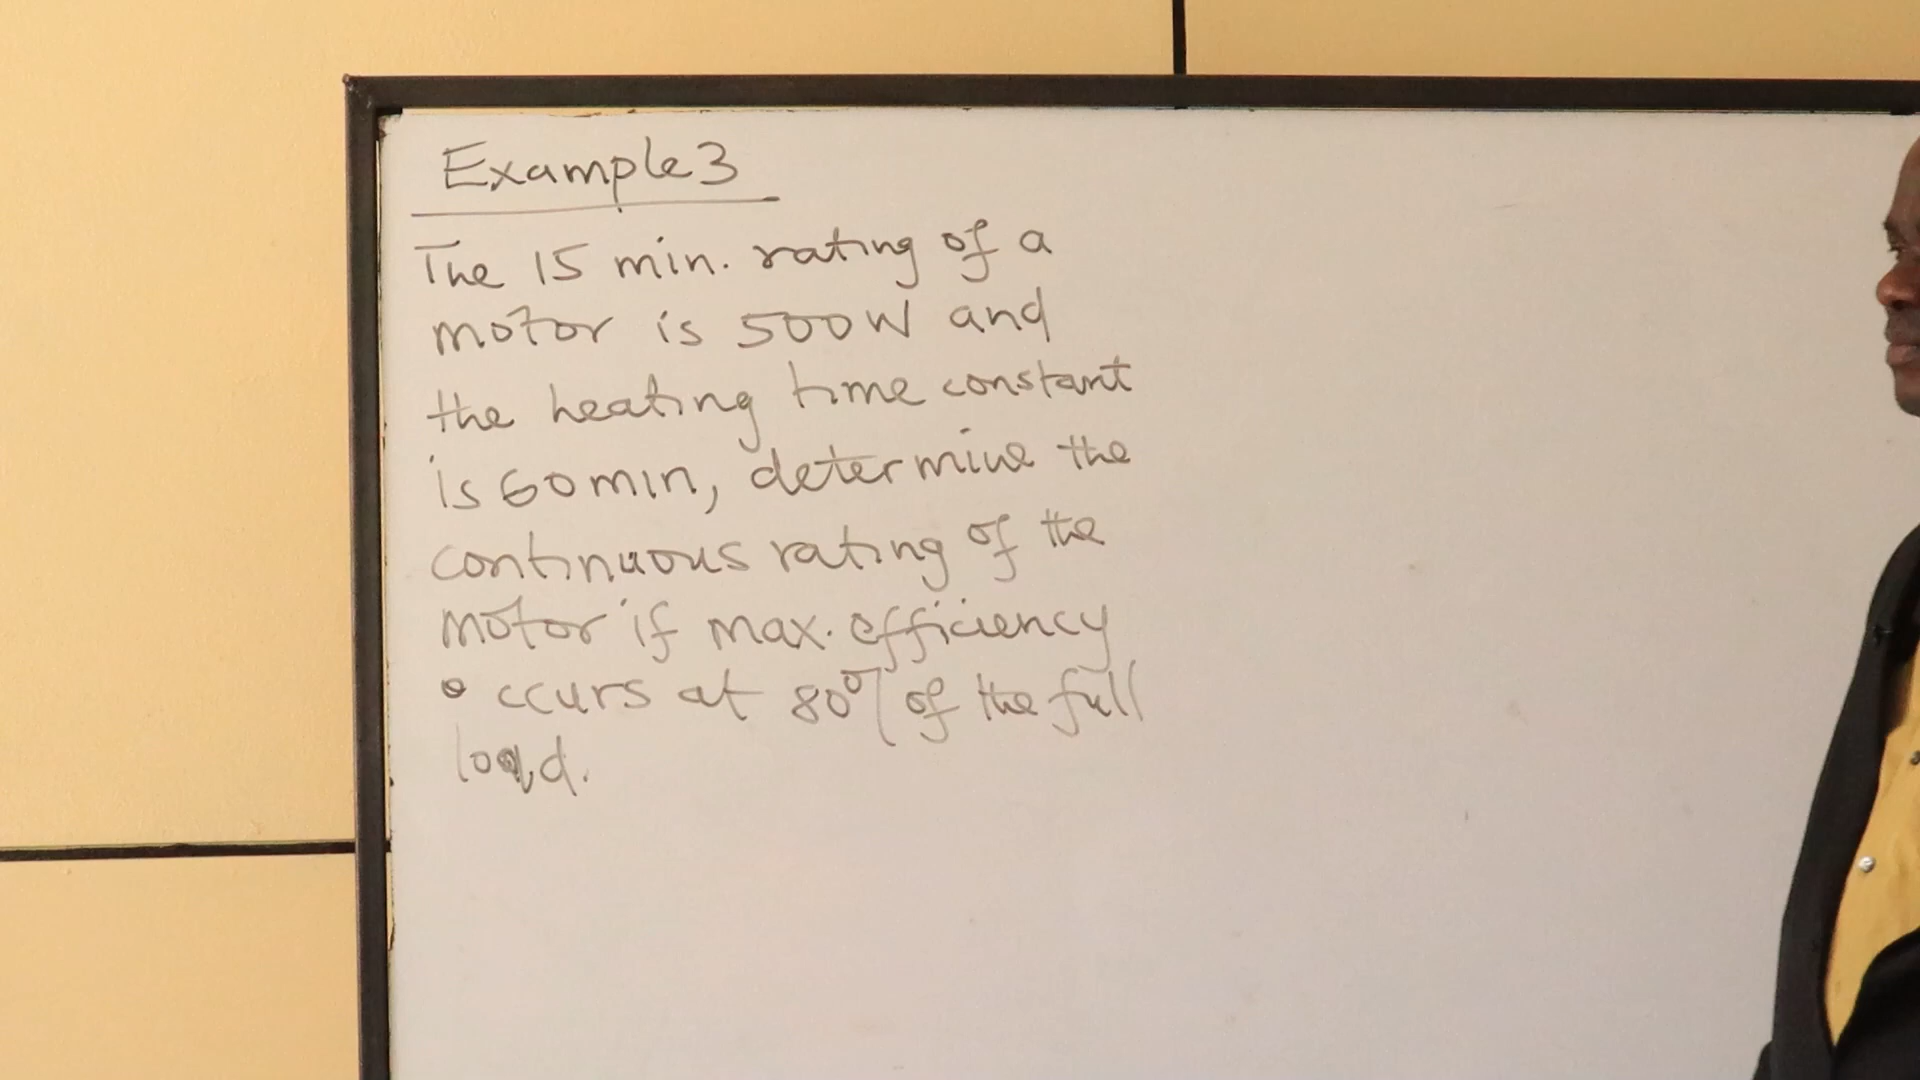 Example 3
The 15 min. rating of a
motor is 500W and
the heating time constant
is 60min, determine the
continuous rating of the
motor if max. efficiency
occurs at 80% of the full
load.